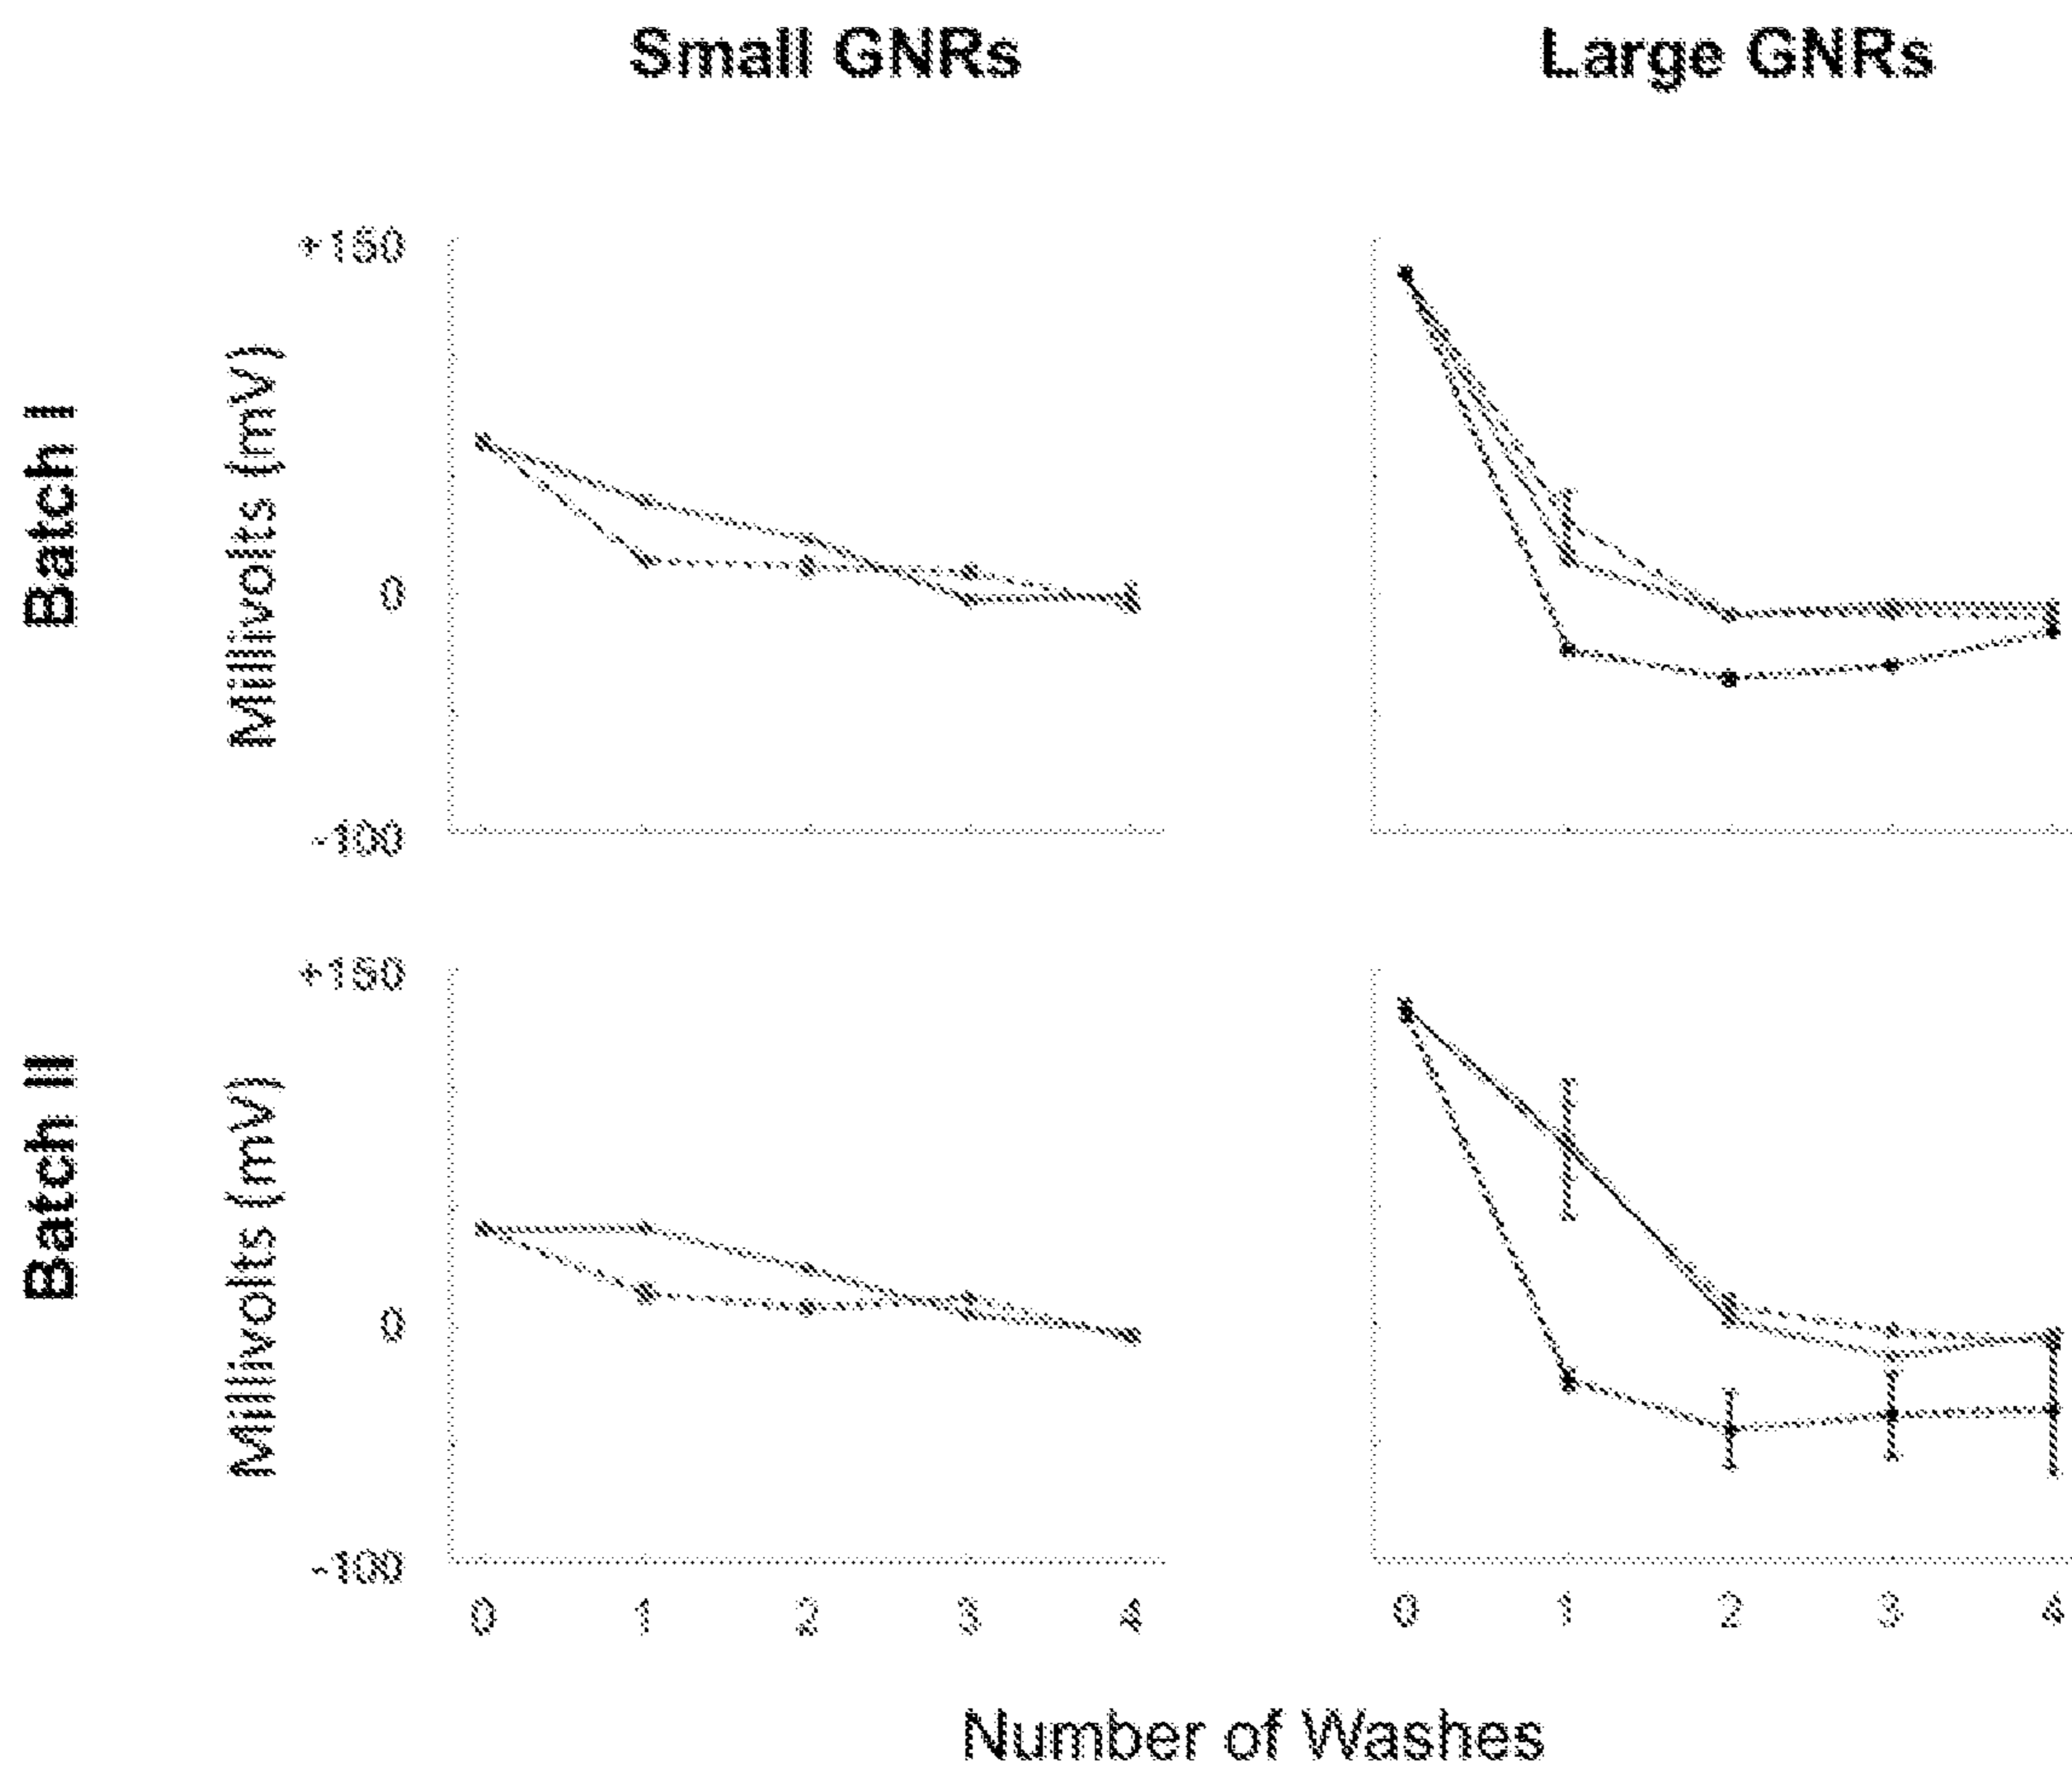 Small GNRs
Large GNRs
Batch I
Millivolts (mV)
+150
0
-100
Batch II
Millivolts (mV)
+150
0
-100
0 1 2 3 4
0 1 2 3 4
Number of Washes